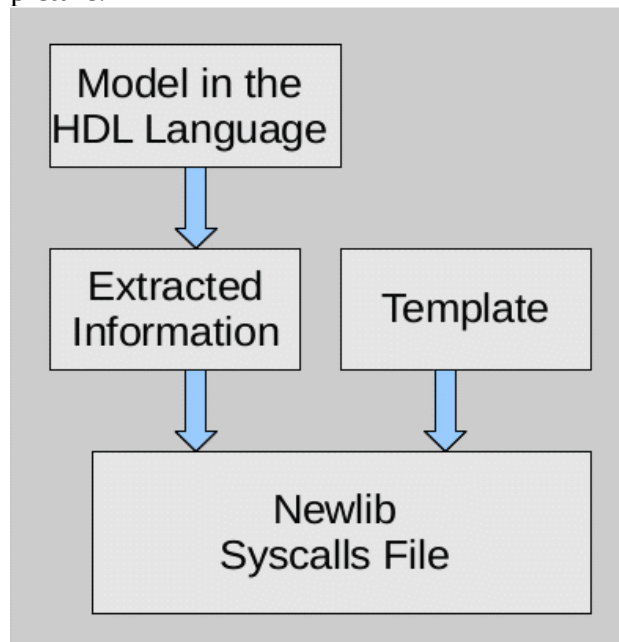 Model in the
HDL Language
Extracted
Information
Template
Newlib
Syscalls File